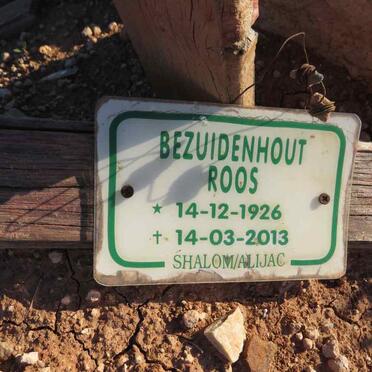 BEZUIDENHOUT
ROOS
* 14-12-1926
✝ 14-03-2013
SHALOM/ALIJAC